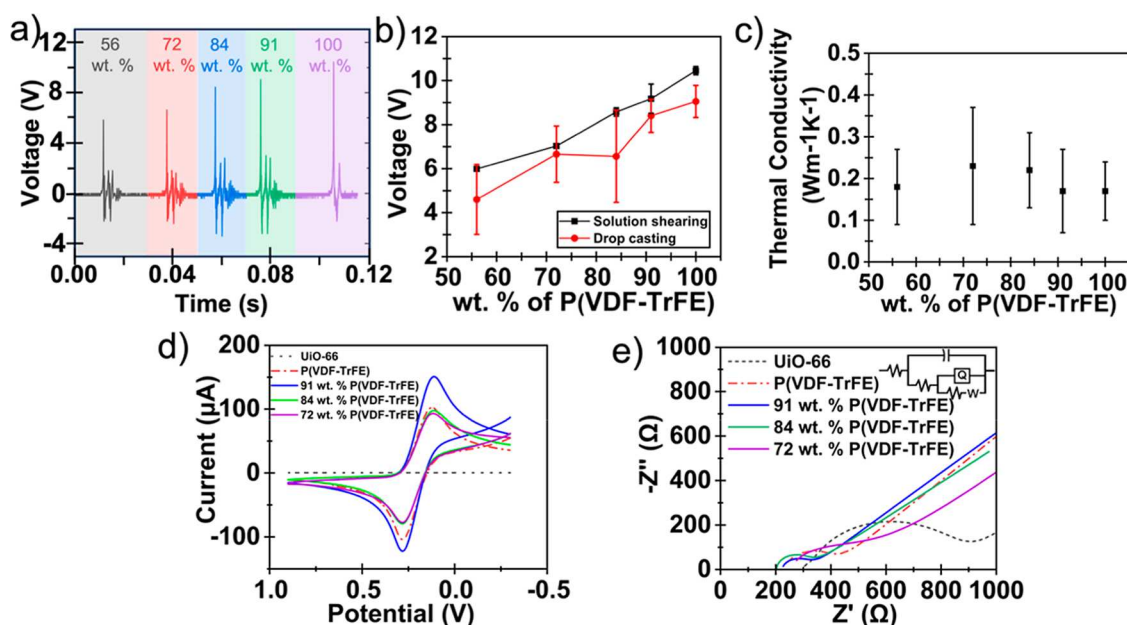 a)
12
8
4
0
-4
Voltage (V)
56 wt. %
72 wt. %
84 wt. %
91 wt. %
100 wt. %
0.00 0.04 0.08 0.12
Time (s)
b)
12
10
8
6
4
2
Voltage (V)
Solution shearing
Drop casting
50 60 70 80 90 100
wt. % of P(VDF-TrFE)
c)
0.5
0.4
0.3
0.2
0.1
0.0
Thermal Conductivity
(Wm-1K-1)
50 60 70 80 90 100
wt. % of P(VDF-TrFE)
d)
200
100
0
-100
Current (µA)
UiO-66
P(VDF-TrFE)
91 wt. % P(VDF-TrFE)
84 wt. % P(VDF-TrFE)
72 wt. % P(VDF-TrFE)
1.0 0.5 0.0 -0.5
Potential (V)
e)
1000
800
600
400
200
0
-Z'' (Ω)
UiO-66
P(VDF-TrFE)
91 wt. % P(VDF-TrFE)
84 wt. % P(VDF-TrFE)
72 wt. % P(VDF-TrFE)
Q
W
0 200 400 600 800 1000
Z' (Ω)